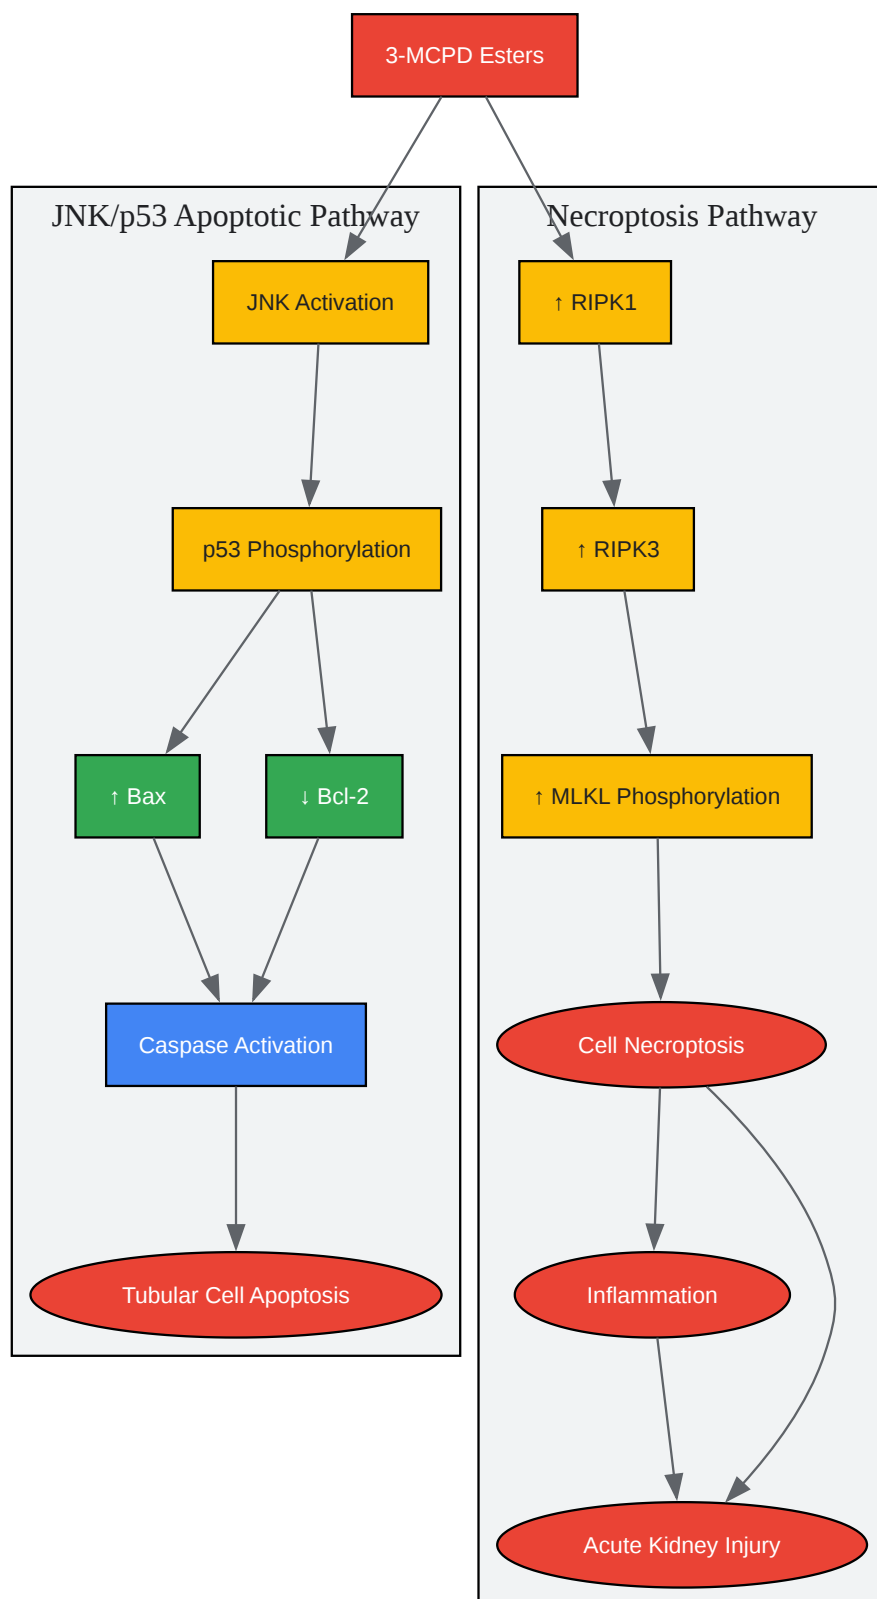 3-MCPD Esters
JNK/p53 Apoptotic Pathway
JNK Activation
p53 Phosphorylation
↑ Bax
↓ Bcl-2
Caspase Activation
Tubular Cell Apoptosis
Necroptosis Pathway
↑ RIPK1
↑ RIPK3
↑ MLKL Phosphorylation
Cell Necroptosis
Inflammation
Acute Kidney Injury